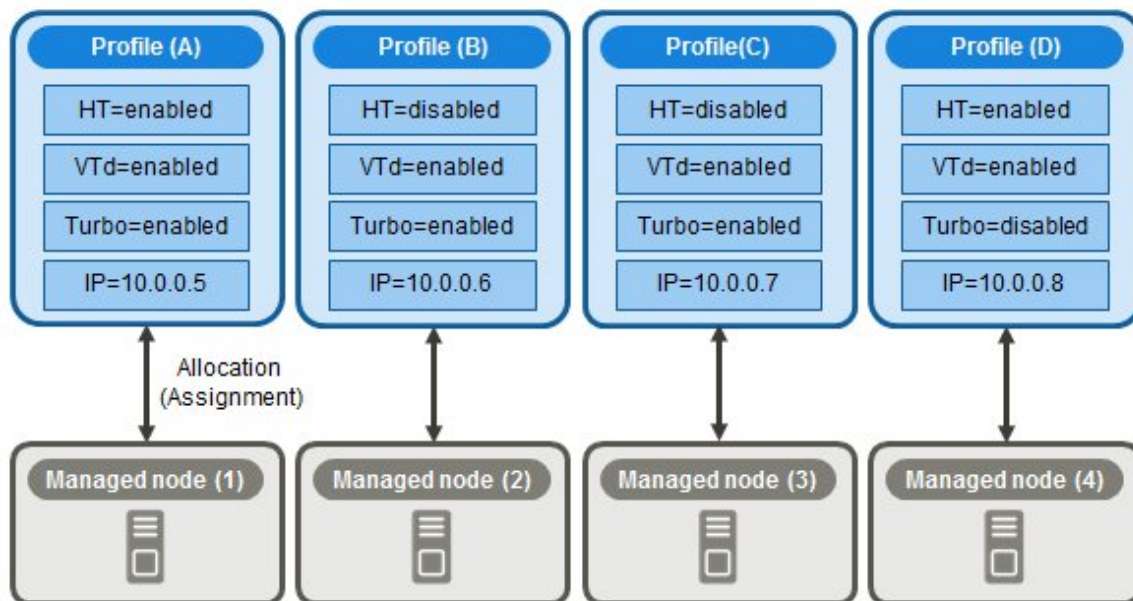 Profile (A)
HT=enabled
VTd=enabled
Turbo=enabled
IP=10.0.0.5
Profile (B)
HT=disabled
VTd=enabled
Turbo=enabled
IP=10.0.0.6
Profile(C)
HT=disabled
VTd=enabled
Turbo=enabled
IP=10.0.0.7
Profile (D)
HT=enabled
VTd=enabled
Turbo=disabled
IP=10.0.0.8
Allocation
(Assignment)
Managed node (1)
Managed node (2)
Managed node (3)
Managed node (4)